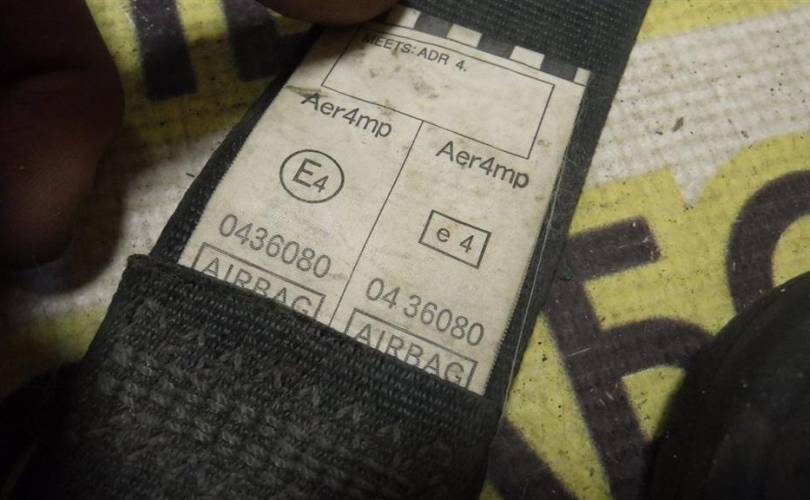 MEETS: ADR 4.
Aer4mp
E4
0436080
AIRBAG
Aer4mp
e 4
04 36080
AIRBAG